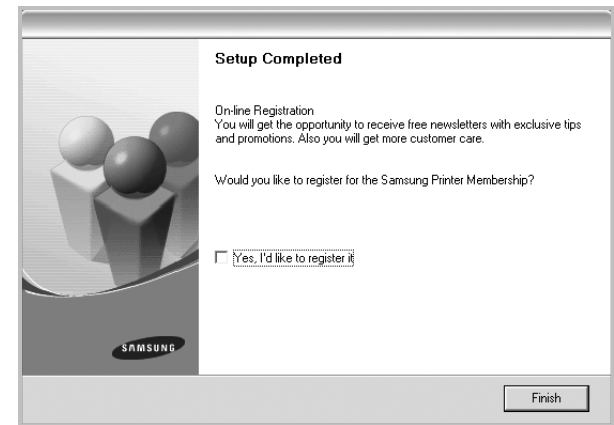 Setup Completed
On-line Registration
You will get the opportunity to receive free newsletters with exclusive tips
and promotions. Also you will get more customer care.
Would you like to register for the Samsung Printer Membership?
Yes, I'd like to register it
SAMSUNG
Finish